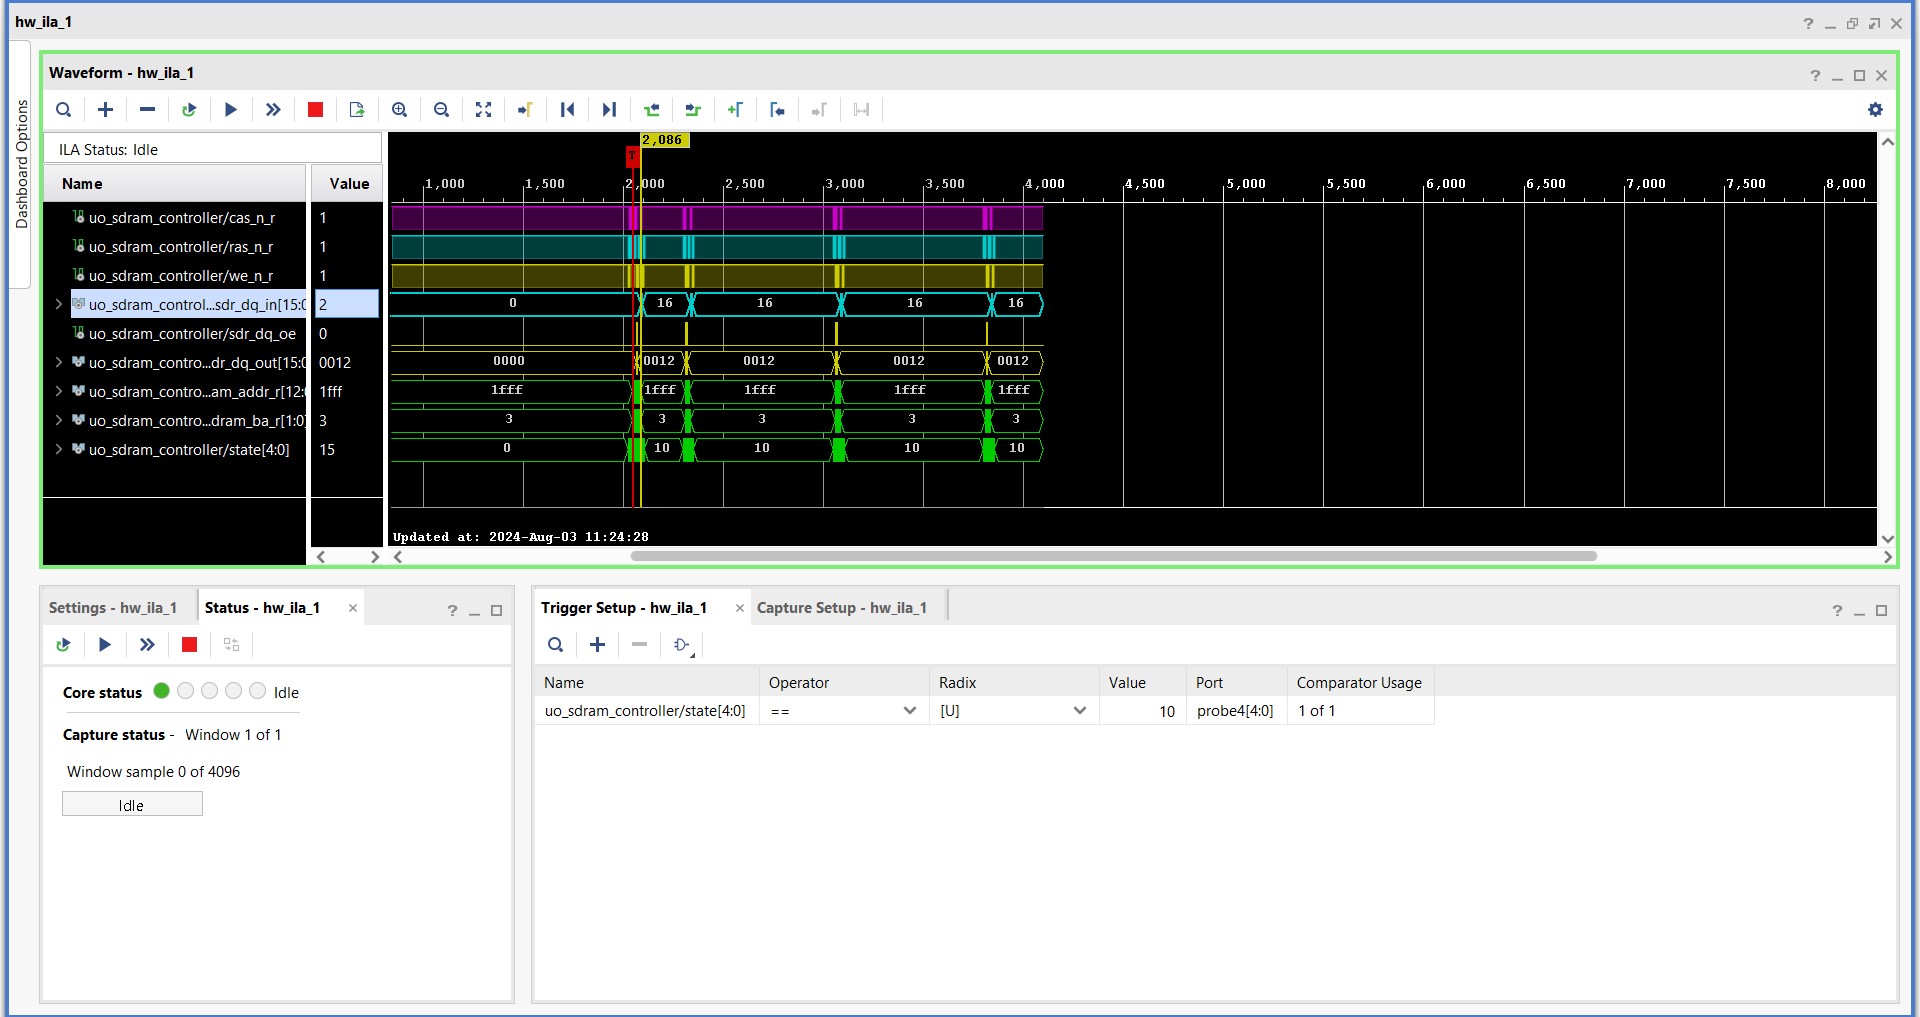 hw_ila_1
Dashboard Options
Waveform - hw_ila_1
ILA Status: Idle
2,086
T
Name Value
1,000 1,500 2,000 2,500 3,000 3,500 4,000 4,500 5,000 5,500 6,000 6,500 7,000 7,500 8,000
uo_sdram_controller/cas_n_r 1
uo_sdram_controller/ras_n_r 1
uo_sdram_controller/we_n_r 1
uo_sdram_control...sdr_dq_in[15:0 2 0 16 16 16 16
uo_sdram_controller/sdr_dq_oe 0
uo_sdram_contro...dr_dq_out[15:0 0012 0000 0012 0012 0012 0012
uo_sdram_contro...am_addr_r[12: 1fff 1fff 1fff 1fff 1fff 1fff
uo_sdram_contro...dram_ba_r[1:0] 3 3 3 3 3 3
uo_sdram_controller/state[4:0] 15 0 10 10 10 10
Updated at: 2024-Aug-03 11:24:28
Settings - hw_ila_1 Status - hw_ila_1
Core status Idle
Capture status - Window 1 of 1
Window sample 0 of 4096
Idle
Trigger Setup - hw_ila_1 Capture Setup - hw_ila_1
Name Operator Radix Value Port Comparator Usage
uo_sdram_controller/state[4:0] == [U] 10 probe4[4:0] 1 of 1